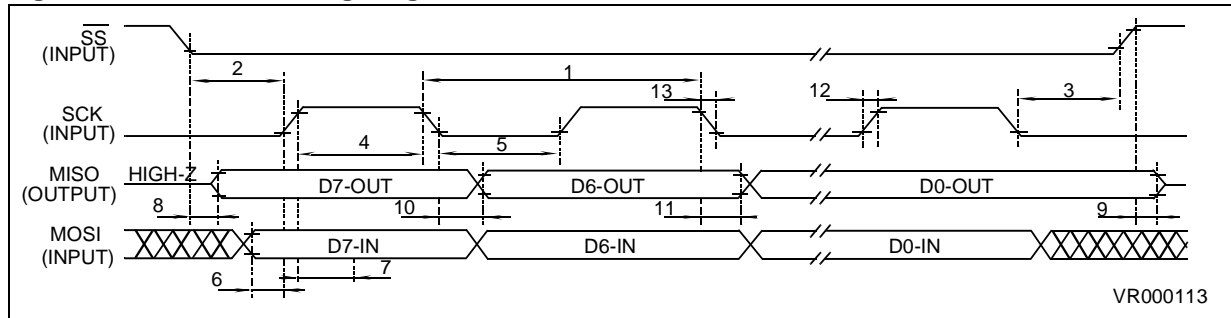 SS
(INPUT)
2
1
13
12
3
SCK
(INPUT)
4
5
MISO
(OUTPUT)
HIGH-Z
D7-OUT
D6-OUT
D0-OUT
8
10
11
9
MOSI
(INPUT)
D7-IN
D6-IN
D0-IN
6
7
VR000113